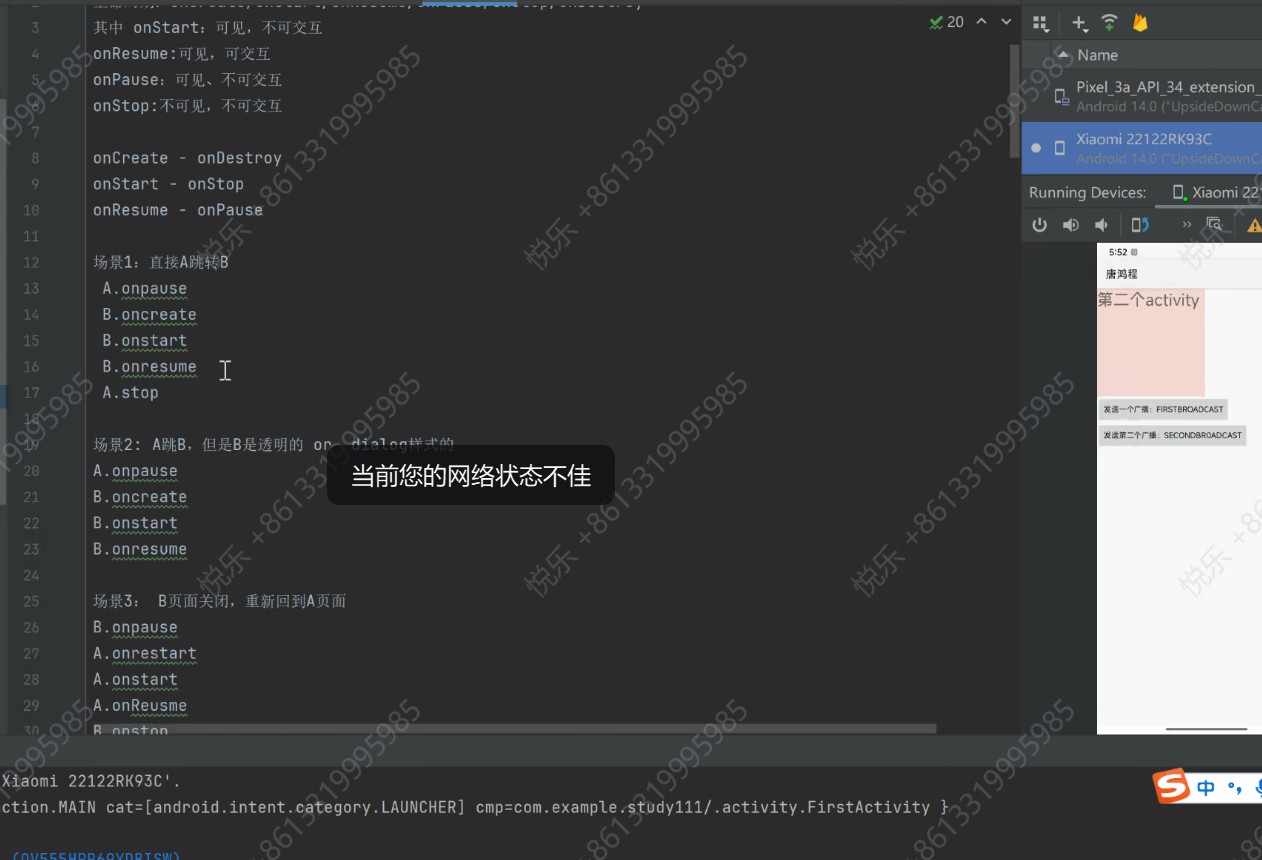 3 其中 onStart：可见，不可交互
4 onResume:可见，可交互
5 onPause：可见、不可交互
6 onStop:不可见，不可交互
7
8 onCreate - onDestroy
9 onStart - onStop
10 onResume - onPause
11
12 场景1：直接A跳转B
13 A.onpause
14 B.oncreate
15 B.onstart
16 B.onresume
17 A.stop
18
19 场景2: A跳B，但是B是透明的 or dialog样式的
20 A.onpause
21 B.oncreate
22 B.onstart
23 B.onresume
24
25 场景3： B页面关闭，重新回到A页面
26 B.onpause
27 A.onrestart
28 A.onstart
29 A.onReusme
30 B.onstop
20
当前您的网络状态不佳
Name
Pixel_3a_API_34_extension_
Android 14.0 ("UpsideDownCa
Xiaomi 22122RK93C
Android 14.0 ("UpsideDownCa
Running Devices: Xiaomi 22
5:52
唐鸿程
第二个activity
发送一个广播：FIRSTBROADCAST
发送第二个广播：SECONDBROADCAST
Xiaomi 22122RK93C'.
ction.MAIN cat=[android.intent.category.LAUNCHER] cmp=com.example.study111/.activity.FirstActivity }
中
悦乐 +8613319995985